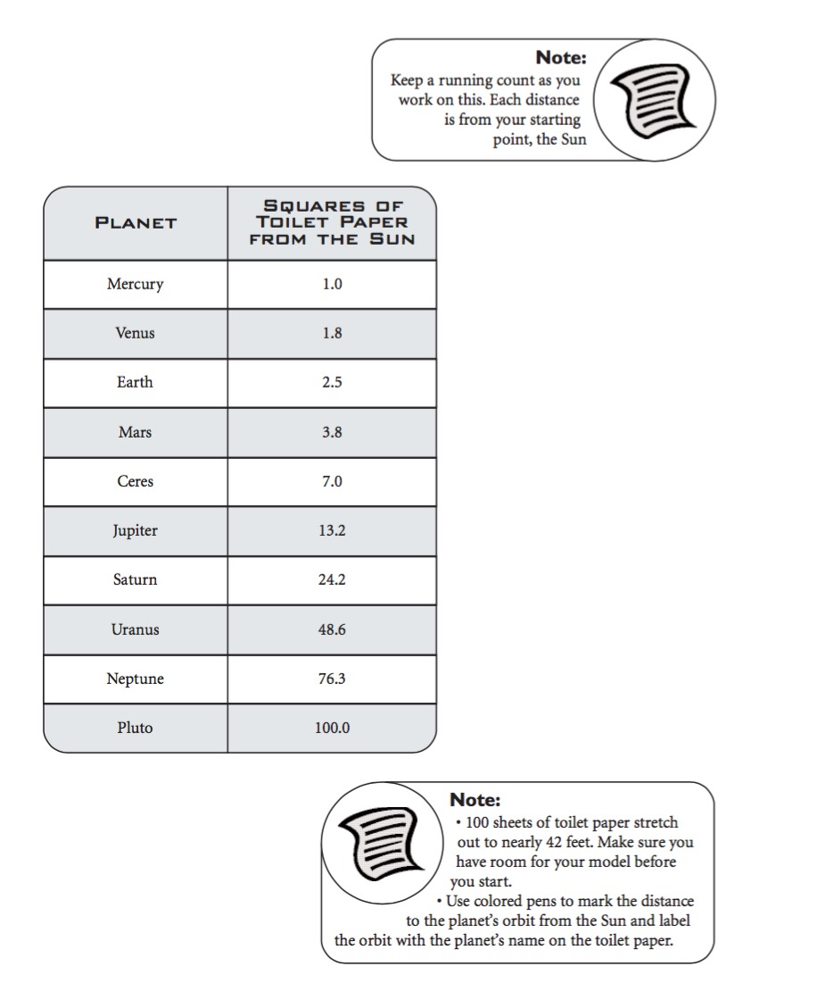 Note:
Keep a running count as you
work on this. Each distance
is from your starting
point, the Sun
PLANET
SQUARES OF
TOILET PAPER
FROM THE SUN
Mercury 1.0
Venus 1.8
Earth 2.5
Mars 3.8
Ceres 7.0
Jupiter 13.2
Saturn 24.2
Uranus 48.6
Neptune 76.3
Pluto 100.0
Note:
• 100 sheets of toilet paper stretch
out to nearly 42 feet. Make sure you
have room for your model before
you start.
• Use colored pens to mark the distance
to the planet's orbit from the Sun and label
the orbit with the planet's name on the toilet paper.